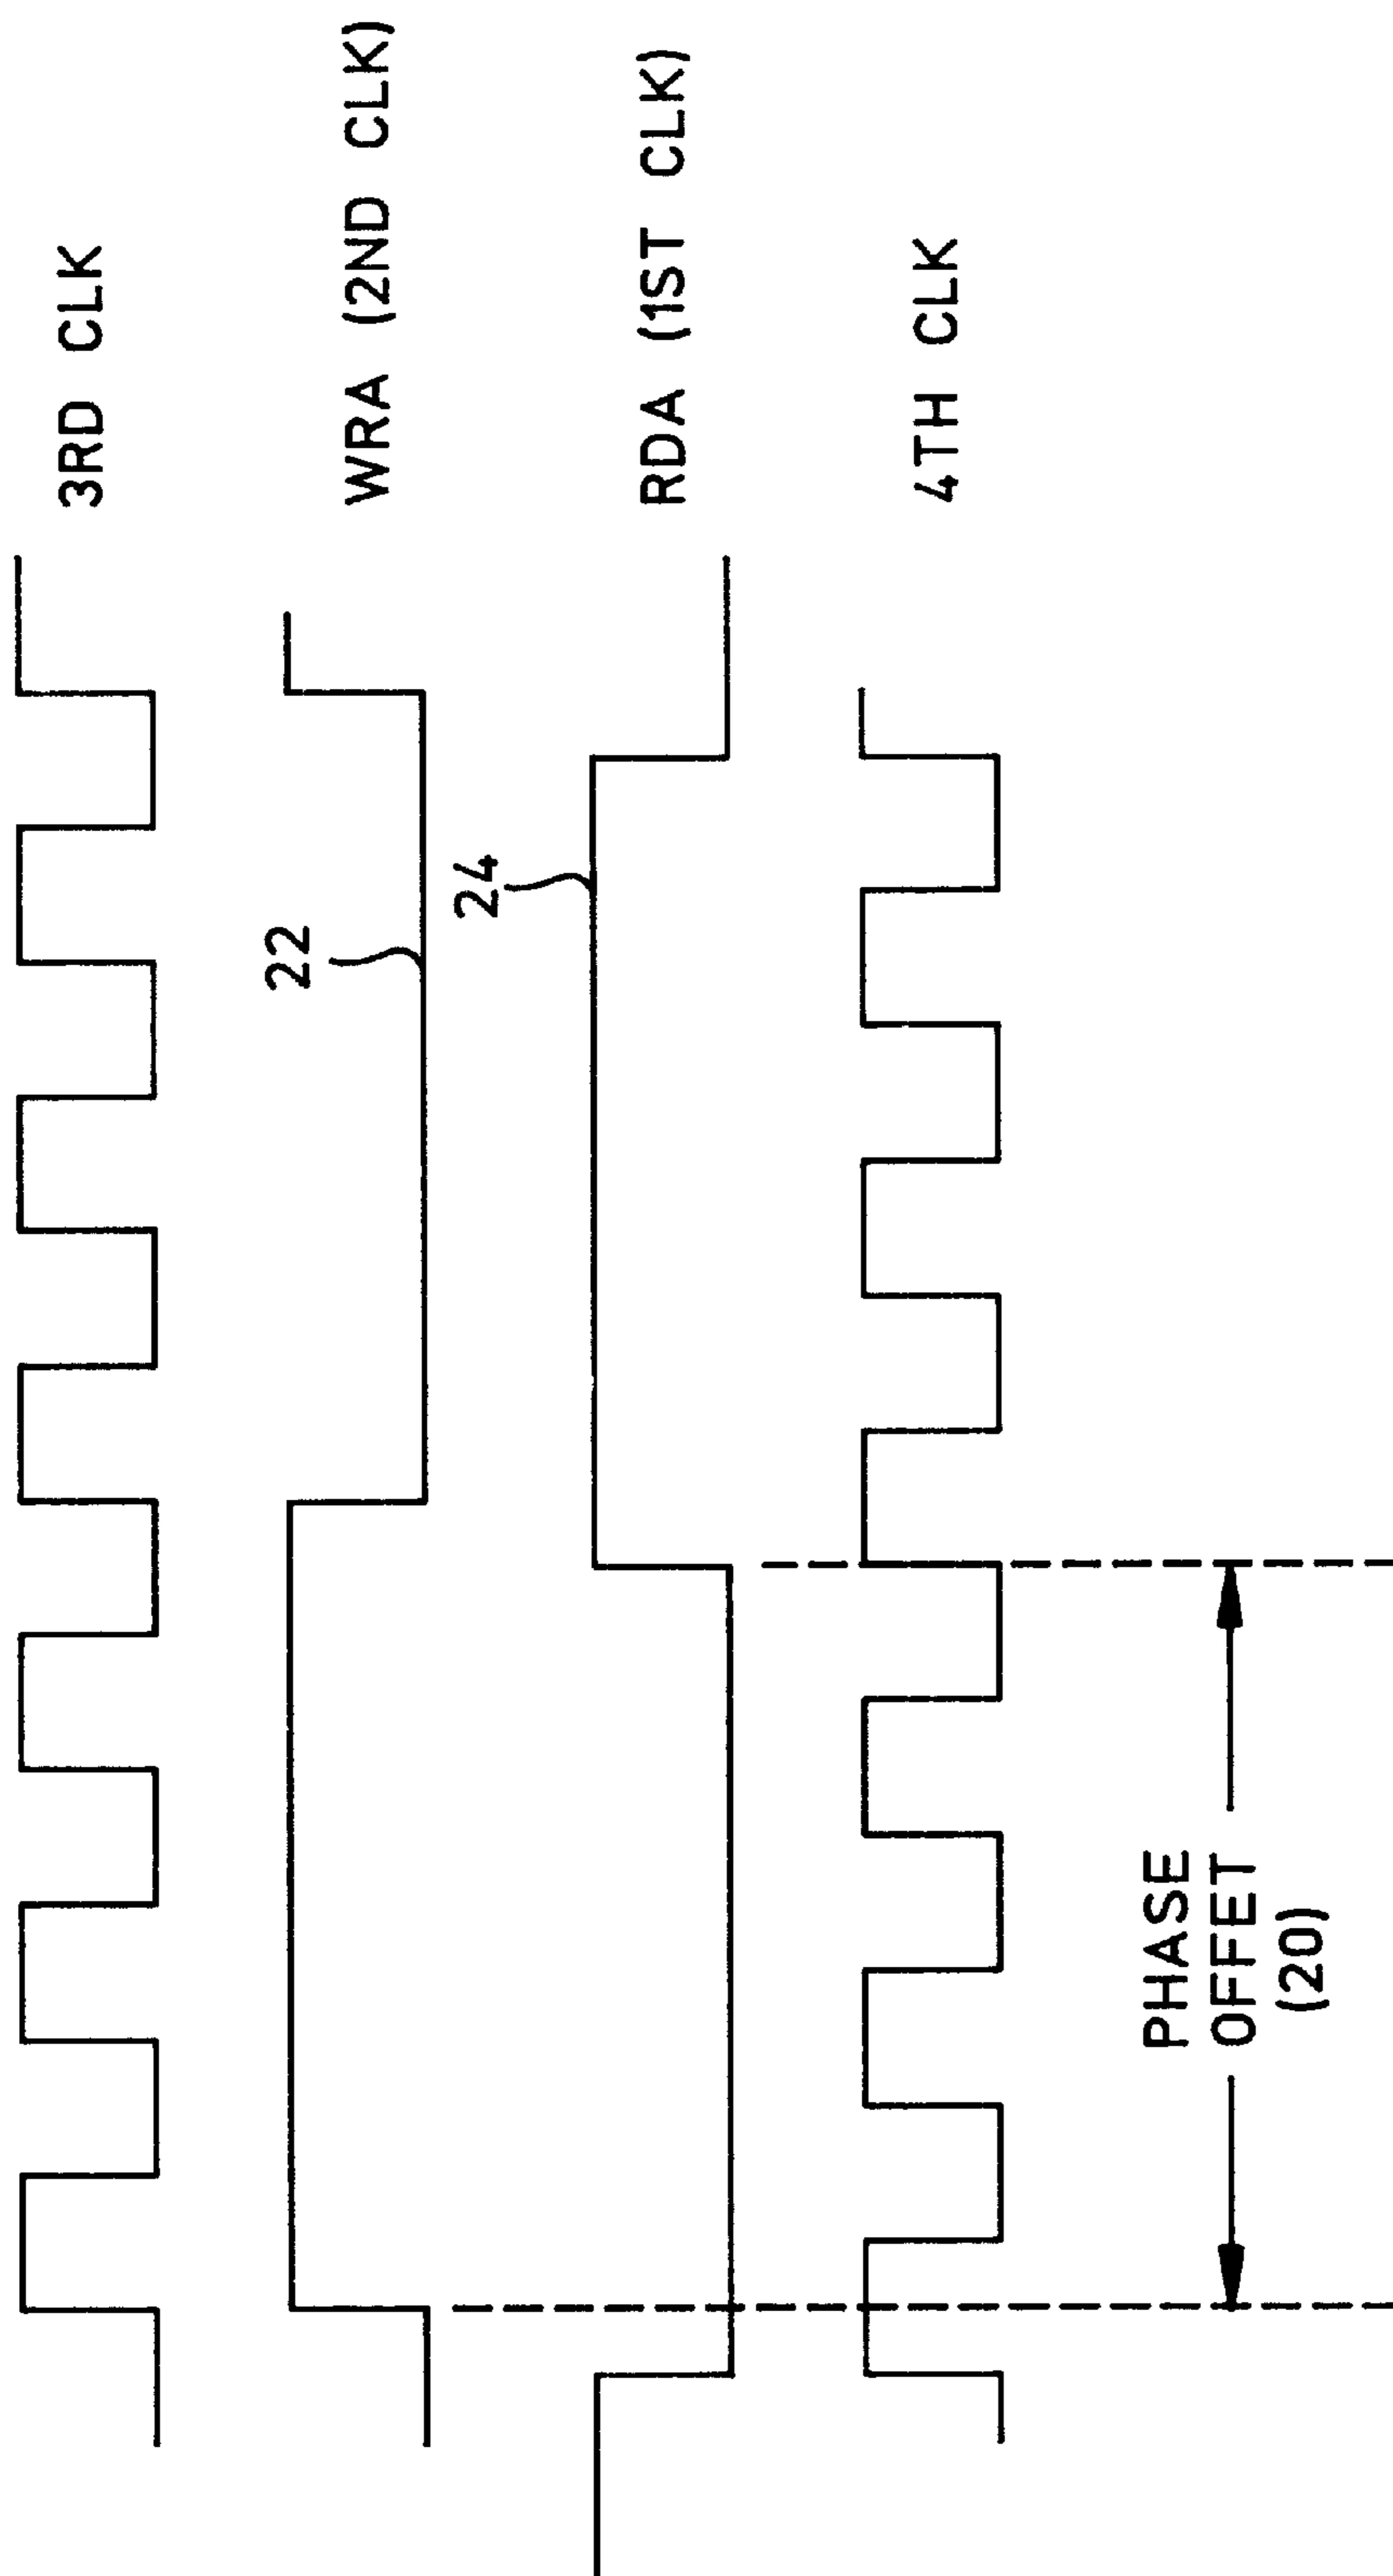 3RD CLK
WRA (2ND CLK)
22
24
RDA (1ST CLK)
4TH CLK
PHASE
OFFET
(20)